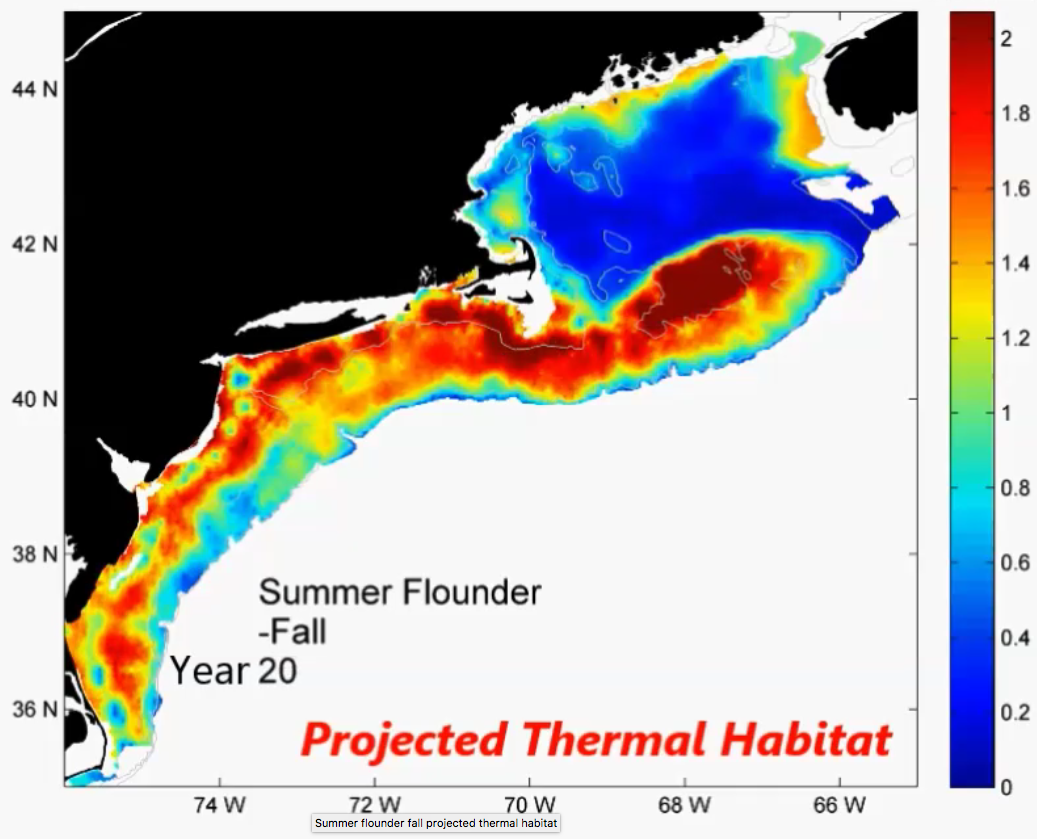 44 N
42 N
40 N
38 N
36 N
74 W
72 W
70 W
68 W
66 W
2
1.8
1.6
1.4
1.2
1
0.8
0.6
0.4
0.2
0
Summer Flounder
-Fall
Year 20
Projected Thermal Habitat
Summer flounder fall projected thermal habitat